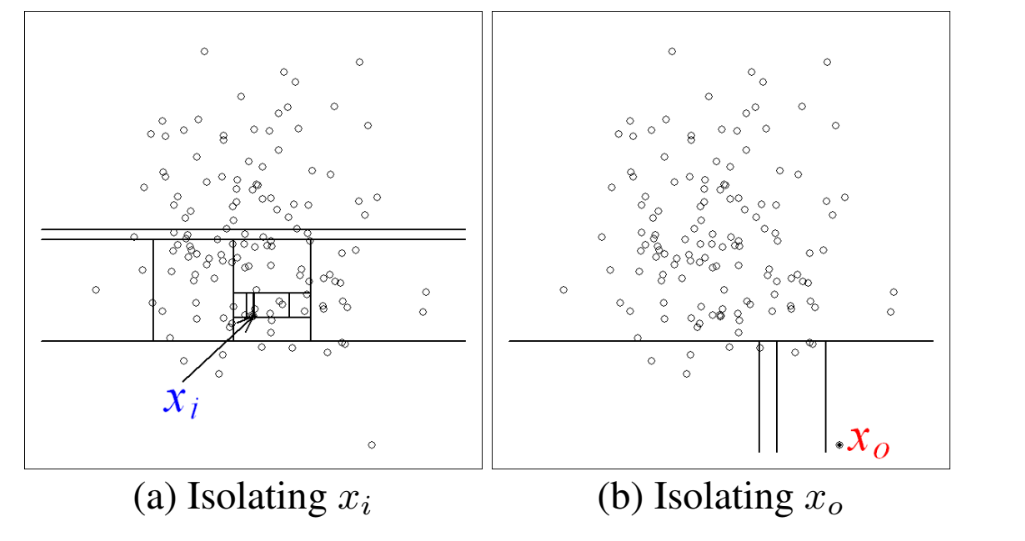 x_i
x_o
(a) Isolating x_i
(b) Isolating x_o